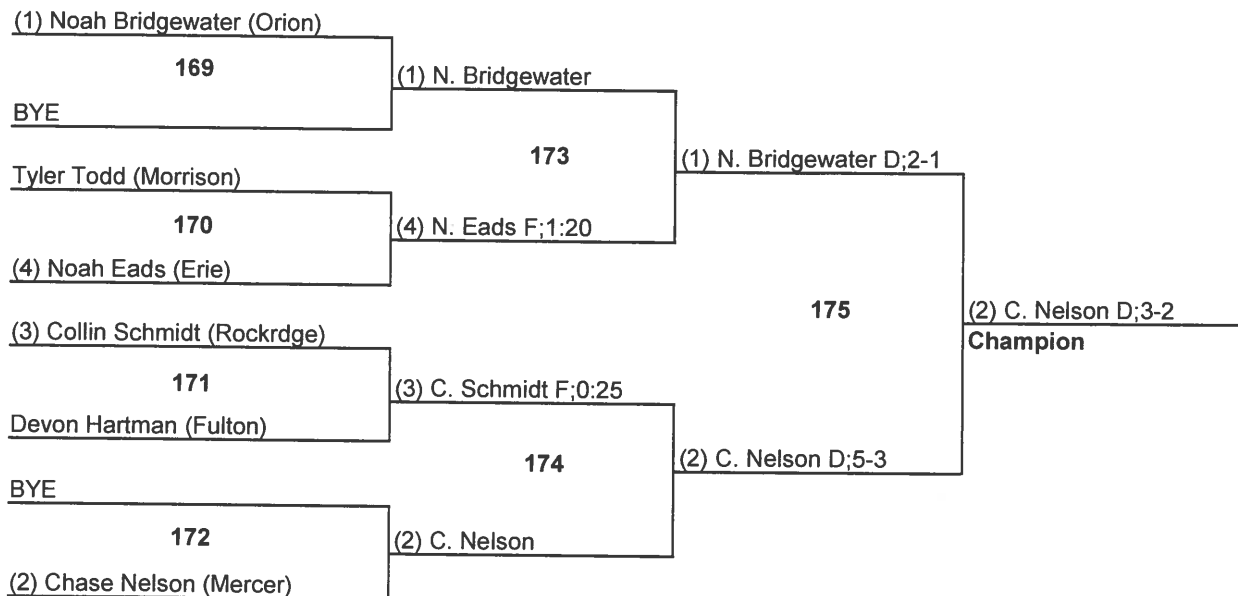 (1) Noah Bridgewater (Orion)
169
(1) N. Bridgewater
BYE
173
(1) N. Bridgewater D;2-1
Tyler Todd (Morrison)
170
(4) N. Eads F;1:20
(4) Noah Eads (Erie)
175
(2) C. Nelson D;3-2
Champion
(3) Collin Schmidt (Rockrdge)
171
(3) C. Schmidt F;0:25
Devon Hartman (Fulton)
174
(2) C. Nelson D;5-3
BYE
172
(2) C. Nelson
(2) Chase Nelson (Mercer)